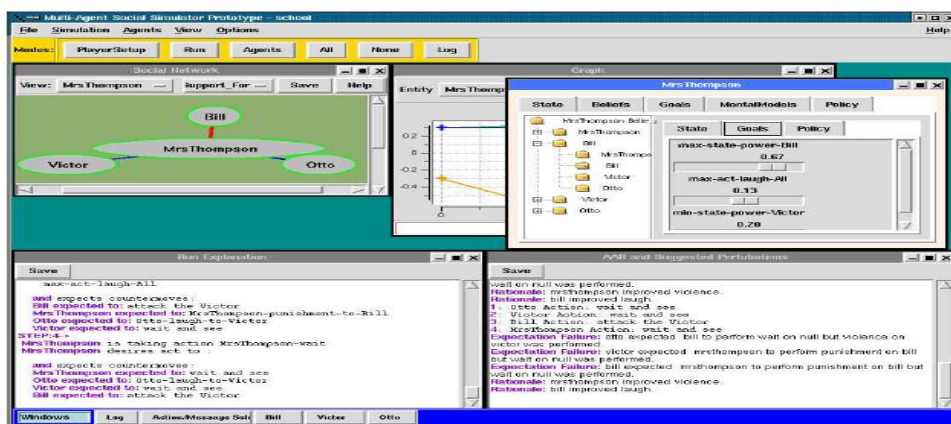 Multi-Agent Social Simulator Prototype - school
File Simulation Agents View Options Help
Modes: PlayerSetup Run Agents All None Log
Social Network
View: MrsThompson Support_For Save Help
Bill
MrsThompson
Victor Otto
Graph
Entity MrsThomp
0.2
0
-0.2
-0.4
0
MrsThompson
State Beliefs Goals MentalModels Policy
MrsThompson Belie
MrsThompson
Bill
MrsThompso
Bill
Victor
Otto
Victor
Otto
State Goals Policy
max-state-power-Bill
0.67
max-act-laugh-All
0.13
min-state-power-Victor
0.20
Run Explanation
Save
max-act-laugh-All
and expects countermoves:
Bill expected to: attack the Victor
MrsThompson expected to: MrsThompson-punishment-to-Bill
Otto expected to: Otto-laugh-to-Victor
Victor expected to: wait and see
STEP:4->
MrsThompson is taking action MrsThompson-wait
MrsThompson desires act to :
and expects countermoves:
MrsThompson expected to: wait and see
Otto expected to: Otto-laugh-to-Victor
Victor expected to: wait and see
Bill expected to: attack the Victor
AAR and Suggested Pertubations
Save
wait on null was performed.
Rationale: mrsthompson improved violence.
Rationale: bill improved laugh.
1: Otto Action: wait and see
2: Victor Action: wait and see
3: Bill Action: attack the Victor
4: MrsThompson Action: wait and see
Expectation Failure: otto expected bill to perform wait on null but violence on
victor was performed.
Expectation Failure: victor expected mrsthompson to perform punishment on bill
but wait on null was performed.
Expectation Failure: bill expected mrsthompson to perform punishment on bill but
wait on null was performed.
Rationale: mrsthompson improved violence.
Rationale: bill improved laugh.
Windows Log Action/Message Sele Bill Victor Otto